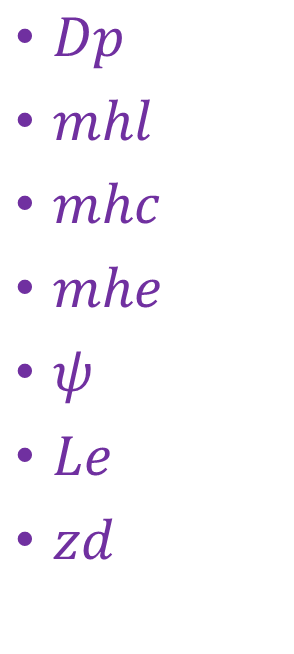 • Dp
• mhl
• mhc
• mhe
• ψ
• Le
• zd